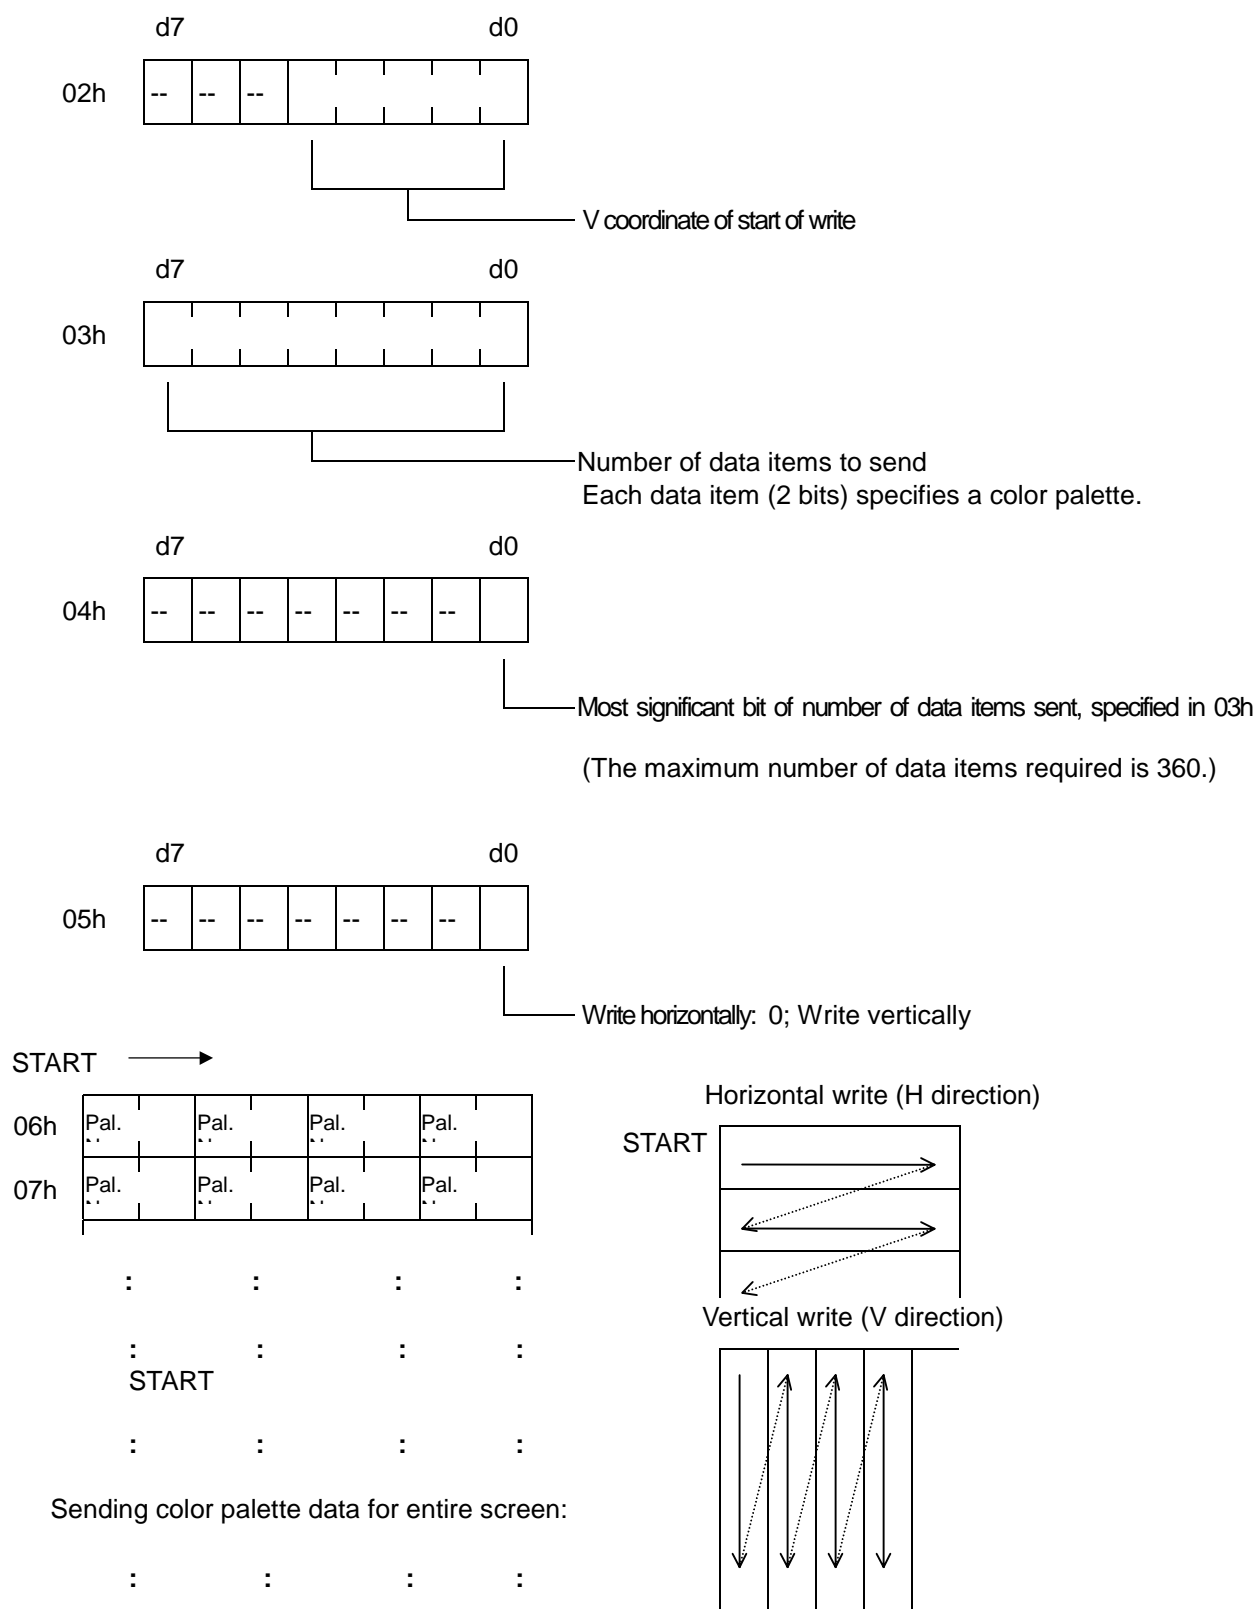 d7 d0
02h -- -- --
V coordinate of start of write
d7 d0
03h
Number of data items to send
Each data item (2 bits) specifies a color palette.
d7 d0
04h -- -- -- -- -- -- --
Most significant bit of number of data items sent, specified in 03h
(The maximum number of data items required is 360.)
d7 d0
05h -- -- -- -- -- -- --
Write horizontally: 0; Write vertically
START
06h Pal. Pal. Pal. Pal.
07h Pal. Pal. Pal. Pal.
: : : :
: : : :
START
: : : :
Sending color palette data for entire screen:
: : : :
Horizontal write (H direction)
START
Vertical write (V direction)